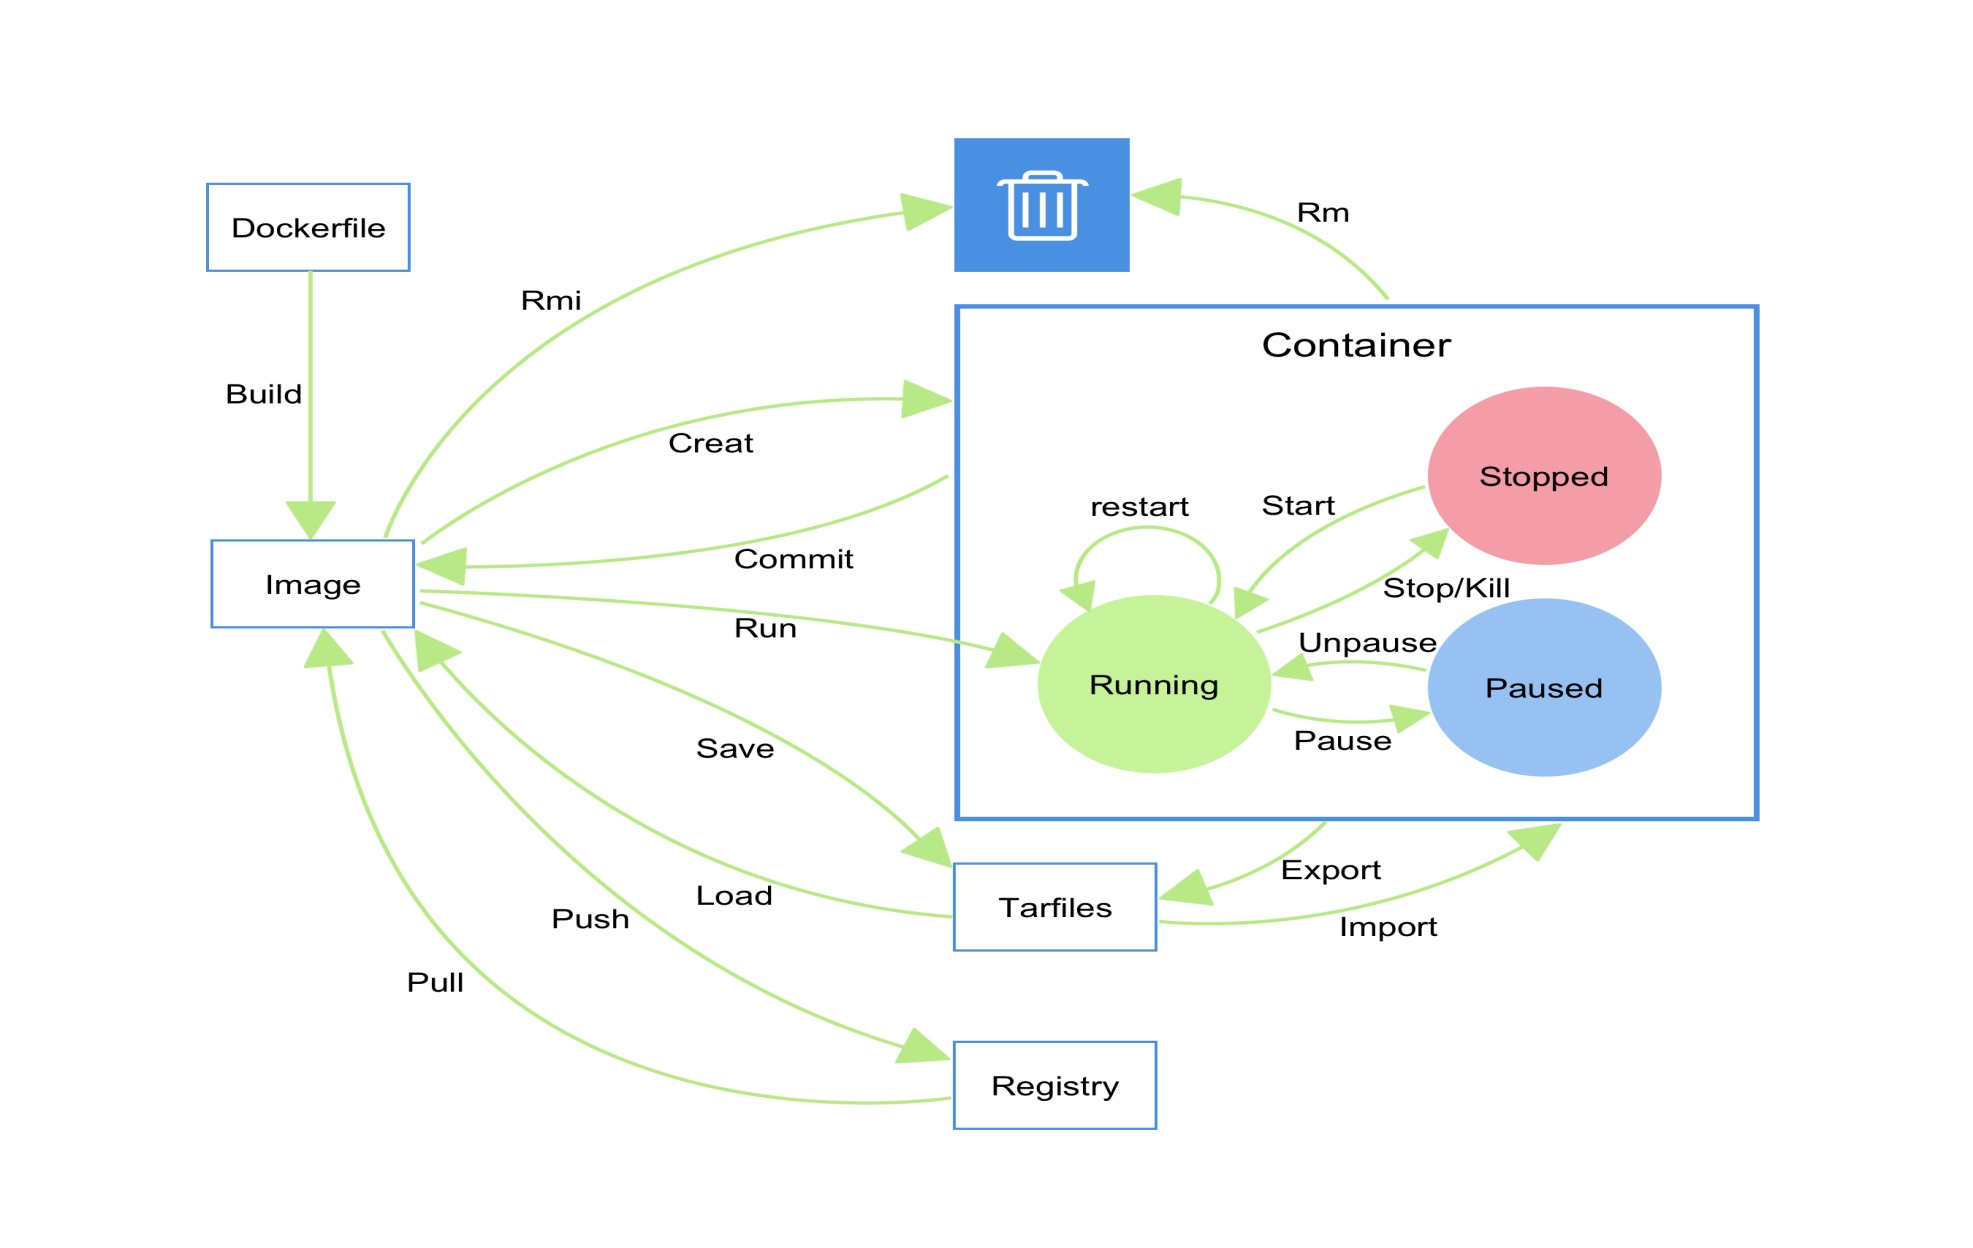 Dockerfile
Rm
Rmi
Container
Build
Creat
Stopped
restart
Start
Commit
Image
Stop/Kill
Run
Unpause
Running
Paused
Pause
Save
Export
Load
Tarfiles
Push
Import
Pull
Registry